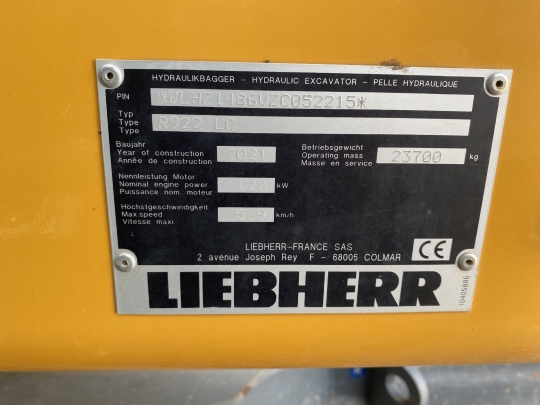 HYDRAULIKBAGGER - HYDRAULIC EXCAVATOR - PELLE HYDRAULIQUE
PIN *WLHZ1486VZC052215*
Typ
Type R922 LC
Type
Baujahr
Year of construction 2021
Année de construction
Betriebsgewicht
Operating mass 23700 kg
Masse en service
Nennleistung Motor
Nominal engine power kW
Puissance nom. moteur
Höchstgeschwindigkeit
Max.speed km/h
Vitesse maxi
LIEBHERR-FRANCE SAS
2 avenue Joseph Rey F - 68005 COLMAR
CE
LIEBHERR
10405886